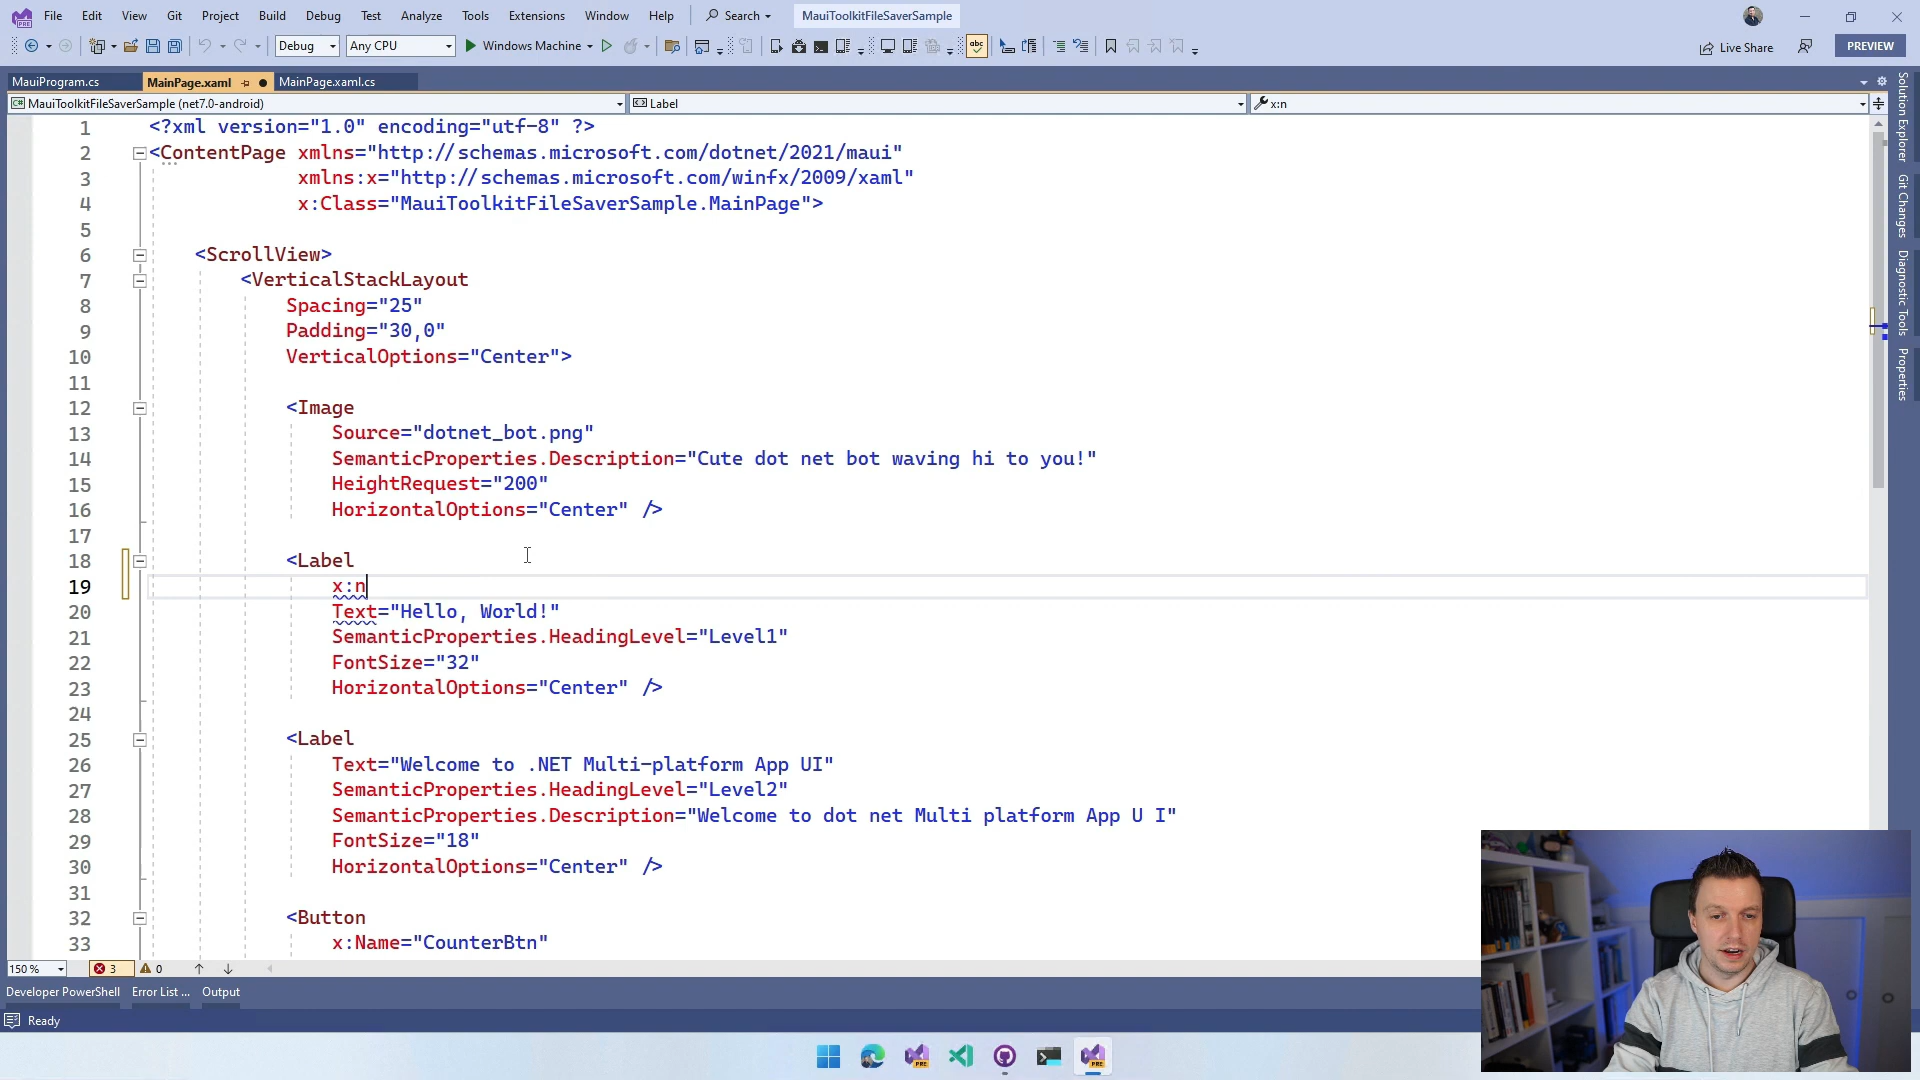 File Edit View Git Project Build Debug Test Analyze Tools Extensions Window Help Search MauiToolkitFileSaverSample
Debug Any CPU Windows Machine Live Share PREVIEW
MauiProgram.cs MainPage.xaml MainPage.xaml.cs
MauiToolkitFileSaverSample (net7.0-android) Label x:n
1 <?xml version="1.0" encoding="utf-8" ?>
2 <ContentPage xmlns="http://schemas.microsoft.com/dotnet/2021/maui"
3 xmlns:x="http://schemas.microsoft.com/winfx/2009/xaml"
4 x:Class="MauiToolkitFileSaverSample.MainPage">
5
6 <ScrollView>
7 <VerticalStackLayout
8 Spacing="25"
9 Padding="30,0"
10 VerticalOptions="Center">
11
12 <Image
13 Source="dotnet_bot.png"
14 SemanticProperties.Description="Cute dot net bot waving hi to you!"
15 HeightRequest="200"
16 HorizontalOptions="Center" />
17
18 <Label
19 x:n
20 Text="Hello, World!"
21 SemanticProperties.HeadingLevel="Level1"
22 FontSize="32"
23 HorizontalOptions="Center" />
24
25 <Label
26 Text="Welcome to .NET Multi-platform App UI"
27 SemanticProperties.HeadingLevel="Level2"
28 SemanticProperties.Description="Welcome to dot net Multi platform App U I"
29 FontSize="18"
30 HorizontalOptions="Center" />
31
32 <Button
33 x:Name="CounterBtn"
Solution Explorer
Git Changes
Diagnostic Tools
Properties
150 % 3 0
Developer PowerShell Error List ... Output
Ready